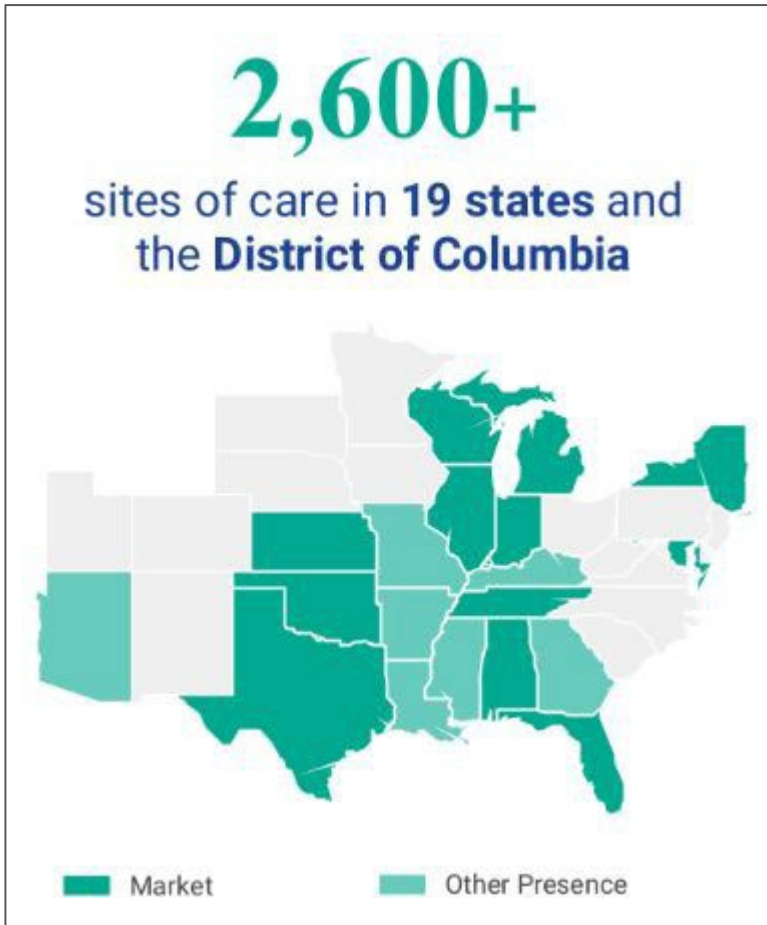 2,600+
sites of care in 19 states and
the District of Columbia
Market
Other Presence